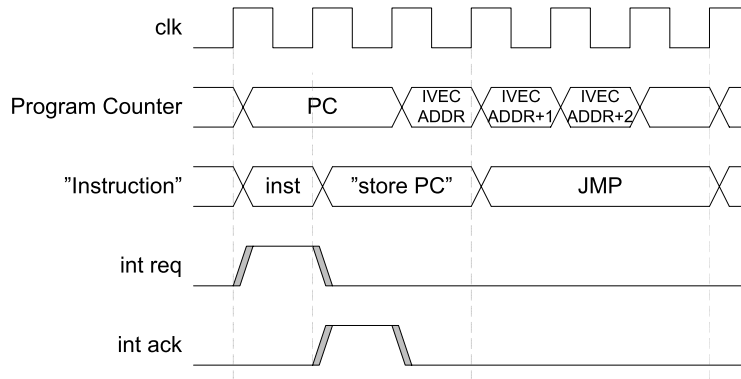 clk
Program Counter
PC
IVEC
ADDR
IVEC
ADDR+1
IVEC
ADDR+2
”Instruction”
inst
”store PC”
JMP
int req
int ack